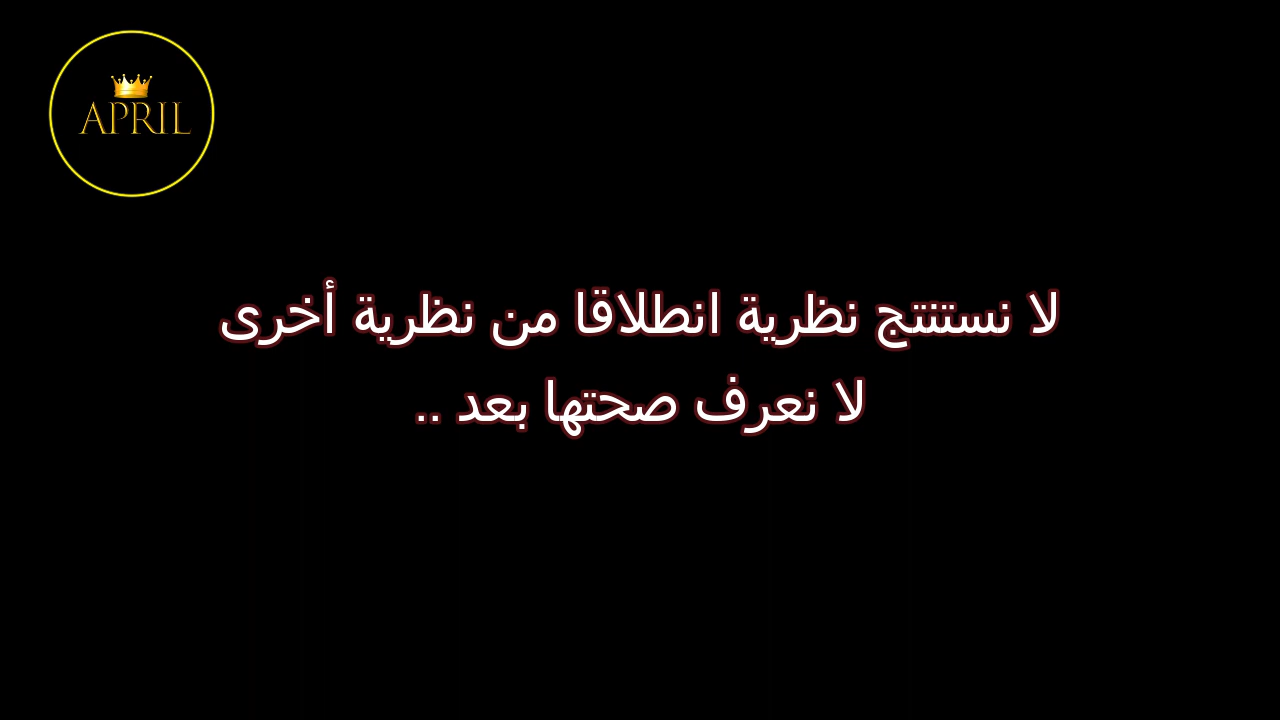 APRIL
لا نستنتج نظرية انطلاقا من نظرية أخرى
لا نعرف صحتها بعد ..